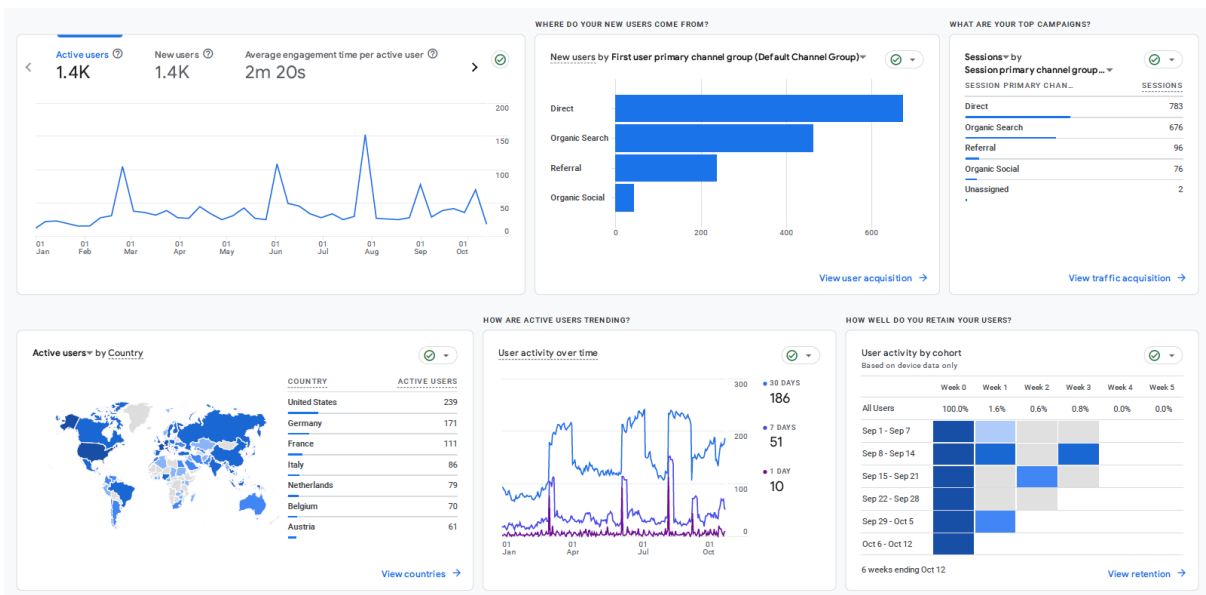 WHERE DO YOUR NEW USERS COME FROM?
WHAT ARE YOUR TOP CAMPAIGNS?
Active users
1.4K
New users
1.4K
Average engagement time per active user
2m 20s
200
150
100
50
0
01 Jan
01 Feb
01 Mar
01 Apr
01 May
01 Jun
01 Jul
01 Aug
01 Sep
01 Oct
New users by First user primary channel group (Default Channel Group)
Direct
Organic Search
Referral
Organic Social
0 200 400 600
View user acquisition
Sessions by
Session primary channel group...
SESSION PRIMARY CHAN... SESSIONS
Direct 783
Organic Search 676
Referral 96
Organic Social 76
Unassigned 2
View traffic acquisition
HOW ARE ACTIVE USERS TRENDING?
HOW WELL DO YOU RETAIN YOUR USERS?
Active users by Country
COUNTRY ACTIVE USERS
United States 239
Germany 171
France 111
Italy 86
Netherlands 79
Belgium 70
Austria 61
View countries
User activity over time
300
200
100
0
01 Jan
01 Apr
01 Jul
01 Oct
30 DAYS
186
7 DAYS
51
1 DAY
10
User activity by cohort
Based on device data only
Week 0 Week 1 Week 2 Week 3 Week 4 Week 5
All Users 100.0% 1.6% 0.6% 0.8% 0.0% 0.0%
Sep 1 - Sep 7
Sep 8 - Sep 14
Sep 15 - Sep 21
Sep 22 - Sep 28
Sep 29 - Oct 5
Oct 6 - Oct 12
6 weeks ending Oct 12
View retention